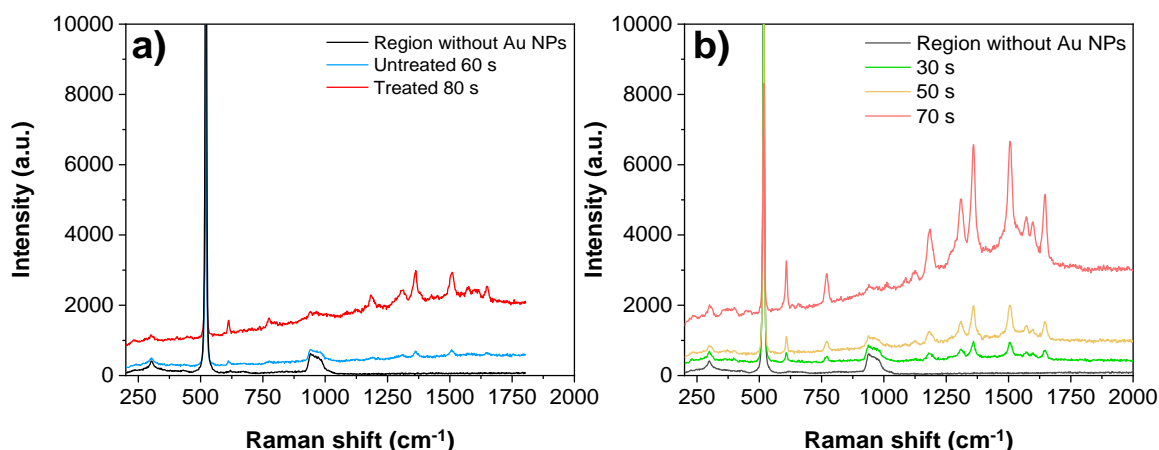 a)
Region without Au NPs
Untreated 60 s
Treated 80 s
Intensity (a.u.)
10000
8000
6000
4000
2000
0
250 500 750 1000 1250 1500 1750 2000
Raman shift (cm⁻¹)
b)
Region without Au NPs
30 s
50 s
70 s
Intensity (a.u.)
10000
8000
6000
4000
2000
0
250 500 750 1000 1250 1500 1750 2000
Raman shift (cm⁻¹)